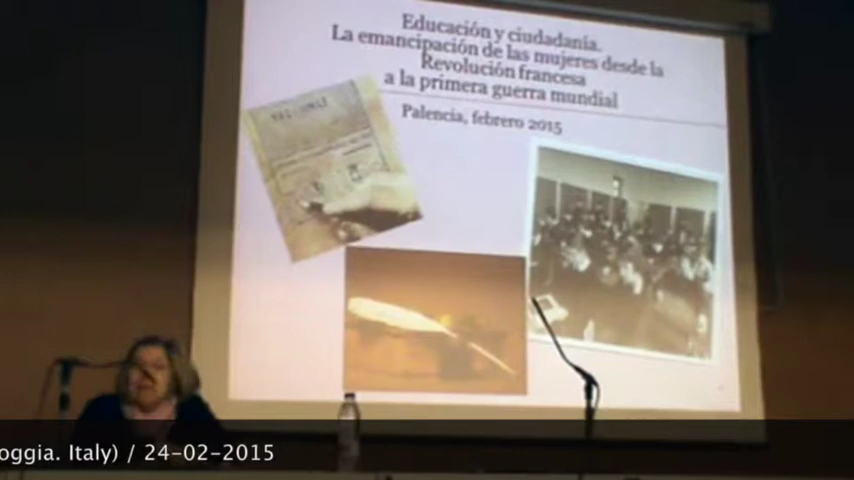 Educación y ciudadanía.
La emancipación de las mujeres desde la
Revolución francesa
a la primera guerra mundial
Palencia, febrero 2015
oggia. Italy) / 24-02-2015